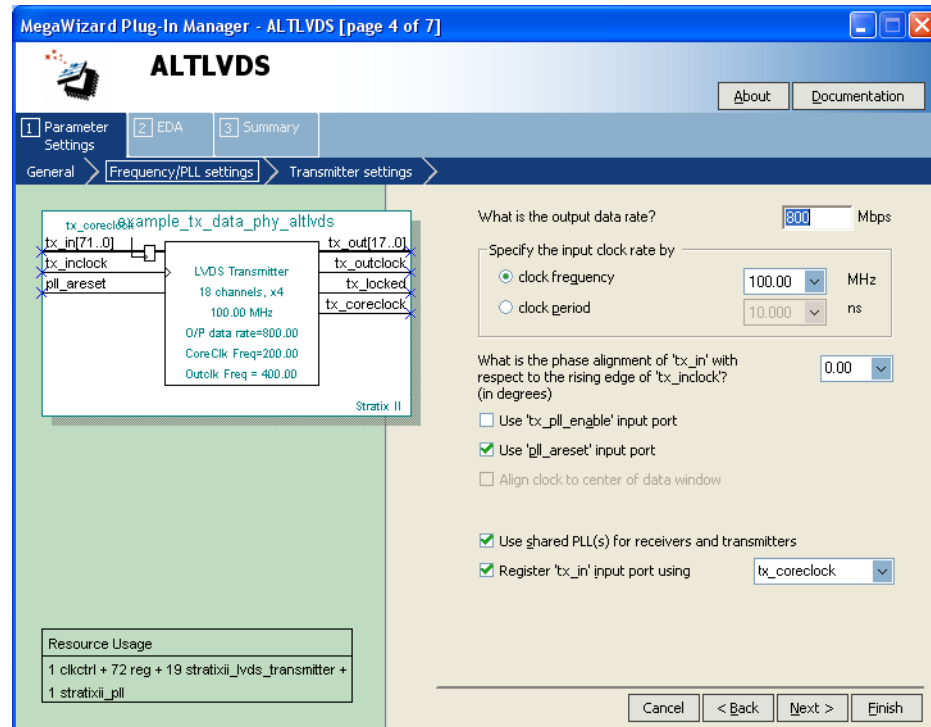 MegaWizard Plug-In Manager - ALTLVDS [page 4 of 7]
ALTLVDS
About
Documentation
1 Parameter Settings
2 EDA
3 Summary
General
Frequency/PLL settings
Transmitter settings
example_tx_data_phy_altlvds
tx_coreclock
tx_in[71..0]
tx_inclock
pll_areset
LVDS Transmitter
18 channels, x4
100.00 MHz
O/P data rate=800.00
CoreClk Freq=200.00
Outclk Freq = 400.00
tx_out[17..0]
tx_outclock
tx_locked
tx_coreclock
Stratix II
Resource Usage
1 clkctrl + 72 reg + 19 stratixii_lvds_transmitter +
1 stratixii_pll
What is the output data rate?
800 Mbps
Specify the input clock rate by
clock frequency
100.00 MHz
clock period
10.000 ns
What is the phase alignment of 'tx_in' with
respect to the rising edge of 'tx_inclock'?
(in degrees)
0.00
Use 'tx_pll_enable' input port
Use 'pll_areset' input port
Align clock to center of data window
Use shared PLL(s) for receivers and transmitters
Register 'tx_in' input port using
tx_coreclock
Cancel
< Back
Next >
Finish